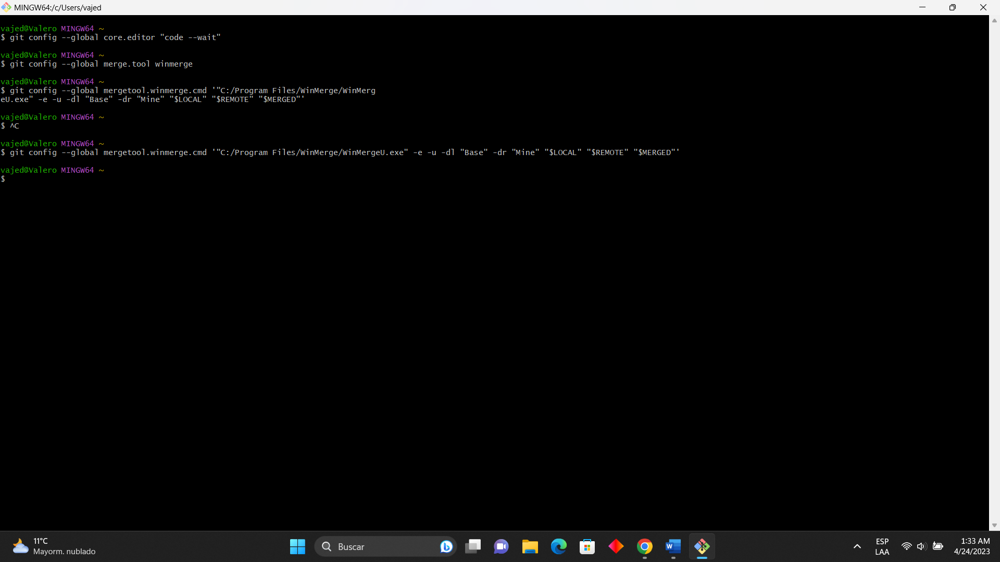 MINGW64:/c/Users/vajed
vajed@Valero MINGW64 ~
$ git config --global core.editor "code --wait"
vajed@Valero MINGW64 ~
$ git config --global merge.tool winmerge
vajed@Valero MINGW64 ~
$ git config --global mergetool.winmerge.cmd '"C:/Program Files/WinMerge/WinMerg
eU.exe" -e -u -dl "Base" -dr "Mine" "$LOCAL" "$REMOTE" "$MERGED"'
vajed@Valero MINGW64 ~
$ ^C
vajed@Valero MINGW64 ~
$ git config --global mergetool.winmerge.cmd '"C:/Program Files/WinMerge/WinMergeU.exe" -e -u -dl "Base" -dr "Mine" "$LOCAL" "$REMOTE" "$MERGED"'
vajed@Valero MINGW64 ~
$
11°C
Mayorm. nublado
Buscar
ESP
LAA
1:33 AM
4/24/2023